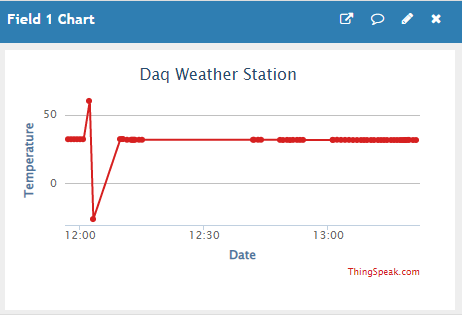 Field 1 Chart
Daq Weather Station
50
0
Temperature
12:00 12:30 13:00
Date
ThingSpeak.com